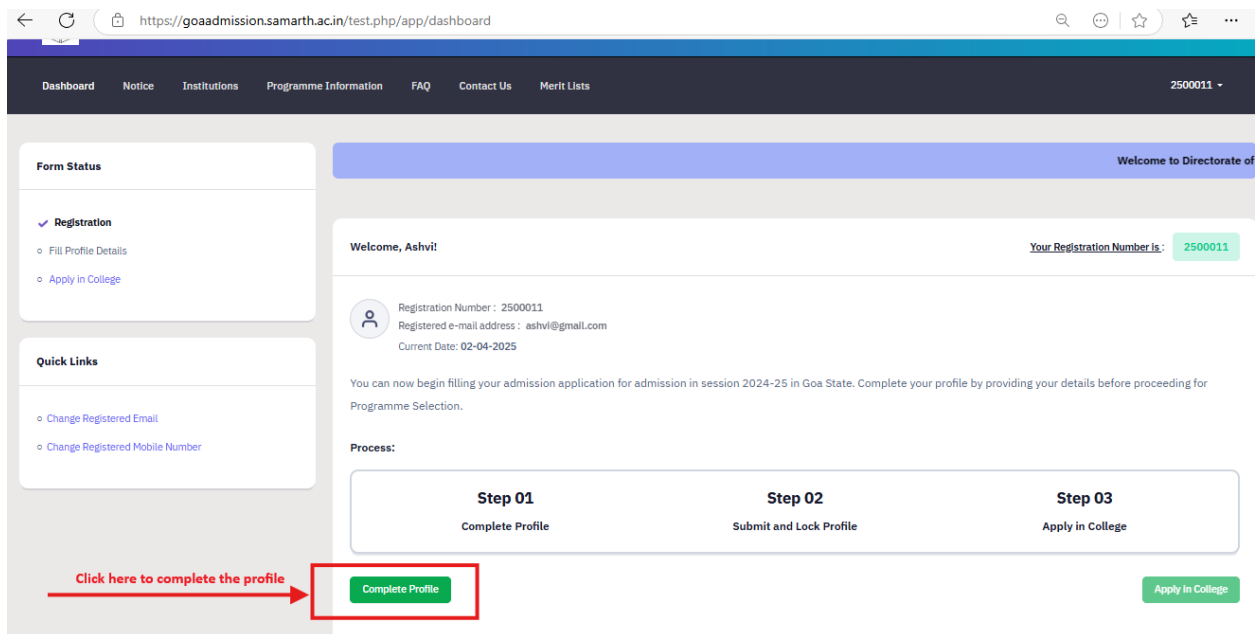 https://goaadmission.samarth.ac.in/test.php/app/dashboard
Dashboard Notice Institutions Programme Information FAQ Contact Us Merit Lists 2500011
Form Status
Registration
Fill Profile Details
Apply in College
Quick Links
Change Registered Email
Change Registered Mobile Number
Welcome to Directorate of
Welcome, Ashvi! Your Registration Number is : 2500011
Registration Number : 2500011
Registered e-mail address : ashvi@gmail.com
Current Date: 02-04-2025
You can now begin filling your admission application for admission in session 2024-25 in Goa State. Complete your profile by providing your details before proceeding for
Programme Selection.
Process:
Step 01 Step 02 Step 03
Complete Profile Submit and Lock Profile Apply in College
Click here to complete the profile
Complete Profile Apply in College